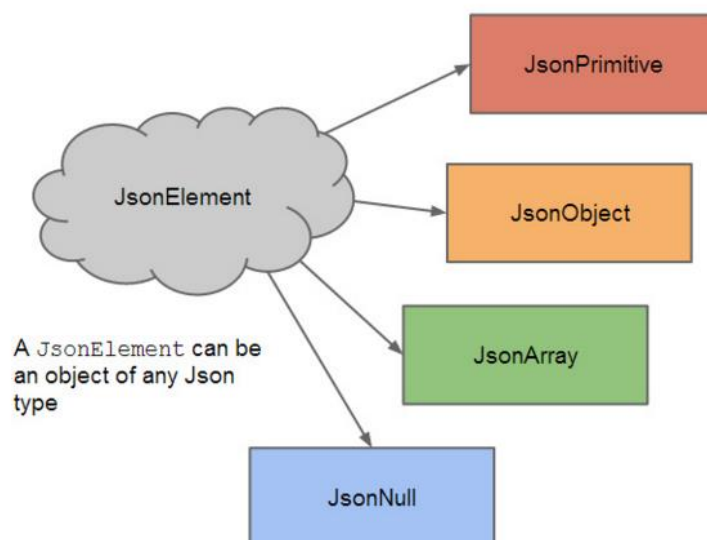 JsonPrimitive
JsonElement
JsonObject
JsonArray
A JsonElement can be
an object of any Json
type
JsonNull